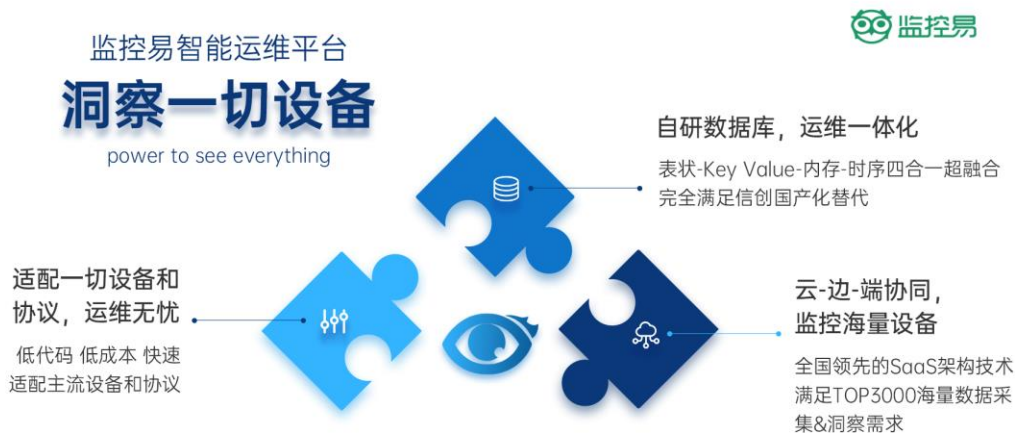 监控易
监控易智能运维平台
洞察一切设备
power to see everything
自研数据库，运维一体化
表状-Key Value-内存-时序四合一超融合
完全满足信创国产化替代
适配一切设备和
协议，运维无忧
低代码 低成本 快速
适配主流设备和协议
云-边-端协同，
监控海量设备
全国领先的SaaS架构技术
满足TOP3000海量数据采
集&洞察需求